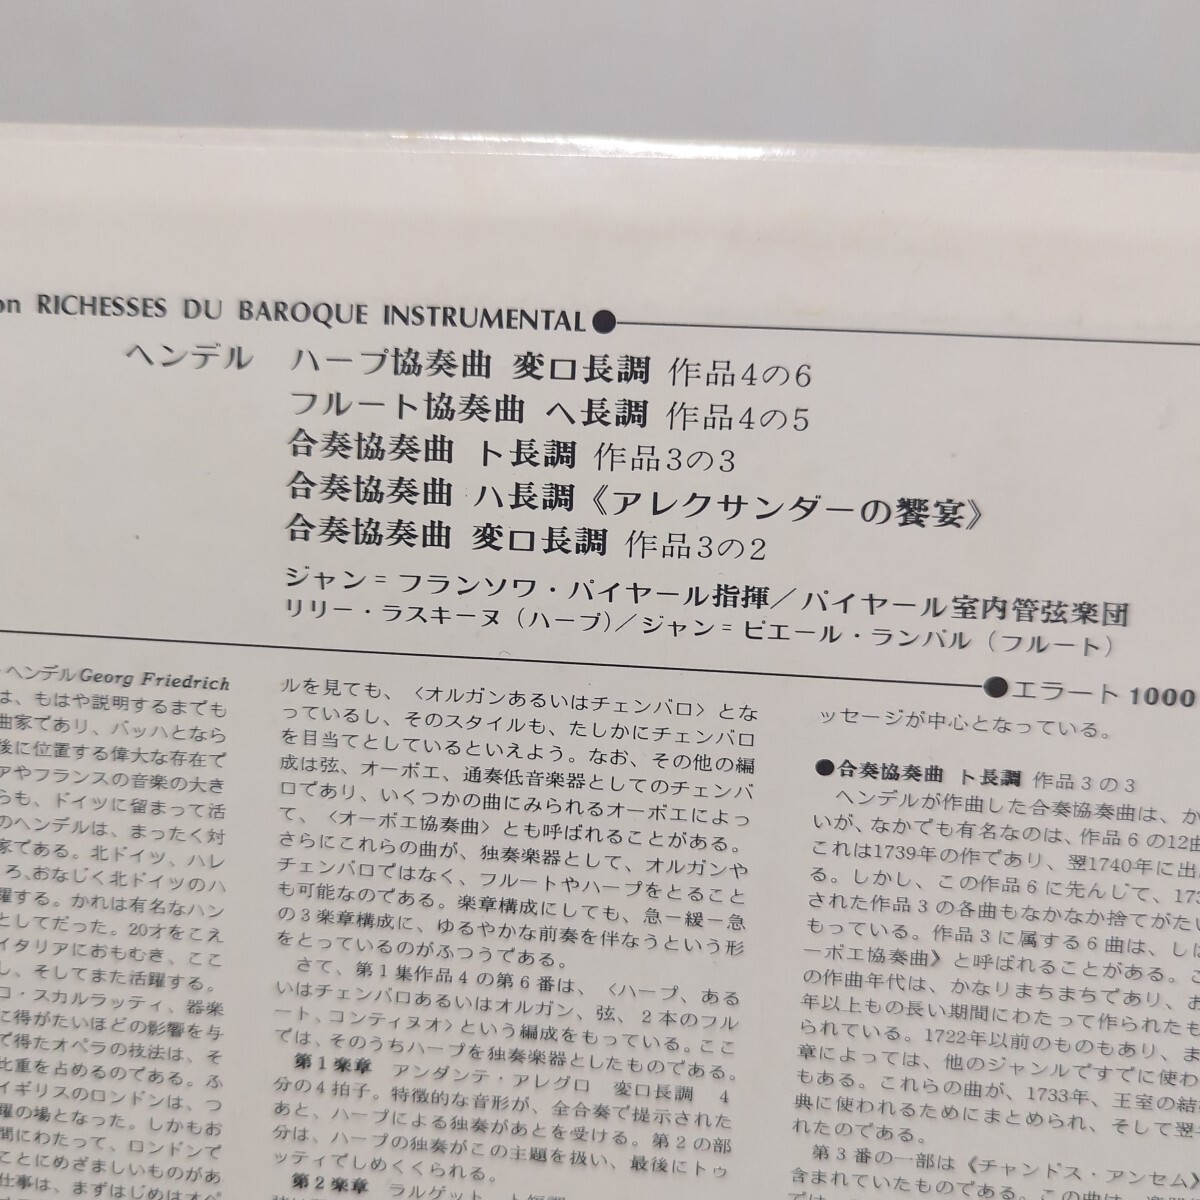 on RICHESSES DU BAROQUE INSTRUMENTAL●
ヘンデル ハープ協奏曲 変ロ長調 作品4の6
フルート協奏曲 ヘ長調 作品4の5
合奏協奏曲 ト長調 作品3の3
合奏協奏曲 ハ長調《アレクサンダーの饗宴》
合奏協奏曲 変ロ長調 作品3の2
ジャン=フランソワ・パイヤール指揮/パイヤール室内管弦楽団
リリー・ラスキーヌ(ハープ)/ジャン=ピエール・ランパル(フルート)
●エラート1000
・ヘンデルGeorg Friedrich
は、もはや説明するまでも
曲家であり、バッハとなら
後に位置する偉大な存在で
アやフランスの音楽の大き
らも、ドイツに留まって活
のヘンデルは、まったく対
家である。北ドイツ、ハレ
ろ、おなじく北ドイツのハ
躍する。かれは有名なハン
としてだった。20才をこえ
イタリアにおもむき、ここ
し、そしてまた活躍する。
ロ・スカルラッティ、器楽
に得がたいほどの影響を与
で得たオペラの技法は、そ
比重を占めるのである。ふ
イギリスのロンドンは、つ
躍の場となった。しかもお
間にわたって、ロンドンで
ことにめざましいものがあ
仕事は、まずはじめはオペ
ルを見ても、〈オルガンあるいはチェンバロ〉とな
っているし、そのスタイルも、たしかにチェンバロ
を目当てとしているといえよう。なお、その他の編
成は弦、オーボエ、通奏低音楽器としてのチェンバ
ロであり、いくつかの曲にみられるオーボエによっ
て、〈オーボエ協奏曲〉とも呼ばれることがある。
さらにこれらの曲が、独奏楽器として、オルガンや
チェンバロではなく、フルートやハープをとること
も可能なのである。楽章構成にしても、急ー緩ー急
の3楽章構成に、ゆるやかな前奏を伴なうという形
をとっているのがふつうである。
さて、第1集作品4の第6番は、〈ハープ、ある
いはチェンバロあるいはオルガン、弦、2本のフル
ート、コンティヌオ〉という編成をもっている。ここ
では、そのうちハープを独奏楽器としたものである。
第1楽章 アンダンテ・アレグロ 変ロ長調 4
分の4拍子。特徴的な音形が、全合奏で提示された
あと、ハープによる独奏があとを受ける。第2の部
分は、ハープの独奏がこの主題を扱い、最後にトゥ
ッティでしめくくられる。
第2楽章 ラルゲット ト短調
ッセージが中心となっている。
●合奏協奏曲 ト長調 作品3の3
ヘンデルが作曲した合奏協奏曲は、か
いが、なかでも有名なのは、作品6の12曲
これは1739年の作であり、翌1740年に出
る。しかし、この作品6に先んじて、173
された作品3の各曲もなかなか捨てがたい
もっている。作品3に属する6曲は、しば
ーボエ協奏曲》と呼ばれることがある。こ
の作曲年代は、かなりまちまちであり、お
年以上もの長い期間にわたって作られたも
られている。1722年以前のものもあり、ま
章によっては、他のジャンルですでに使わ
もある。これらの曲が、1733年、王室の結
典に使われるためにまとめられ、そして翌
れたのである。
第3番の一部は《チャンドス・アンセム
含まれていたものである。この曲は、楽器